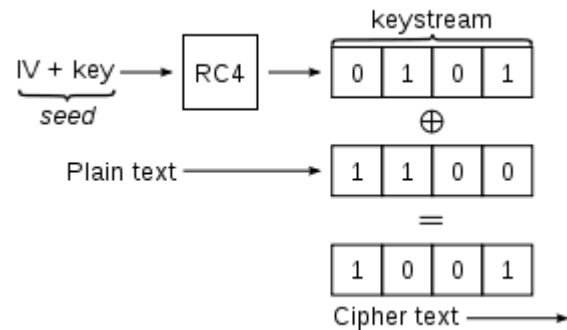 keystream
IV + key RC4 0 1 0 1
seed
⊕
Plain text 1 1 0 0
=
1 0 0 1
Cipher text